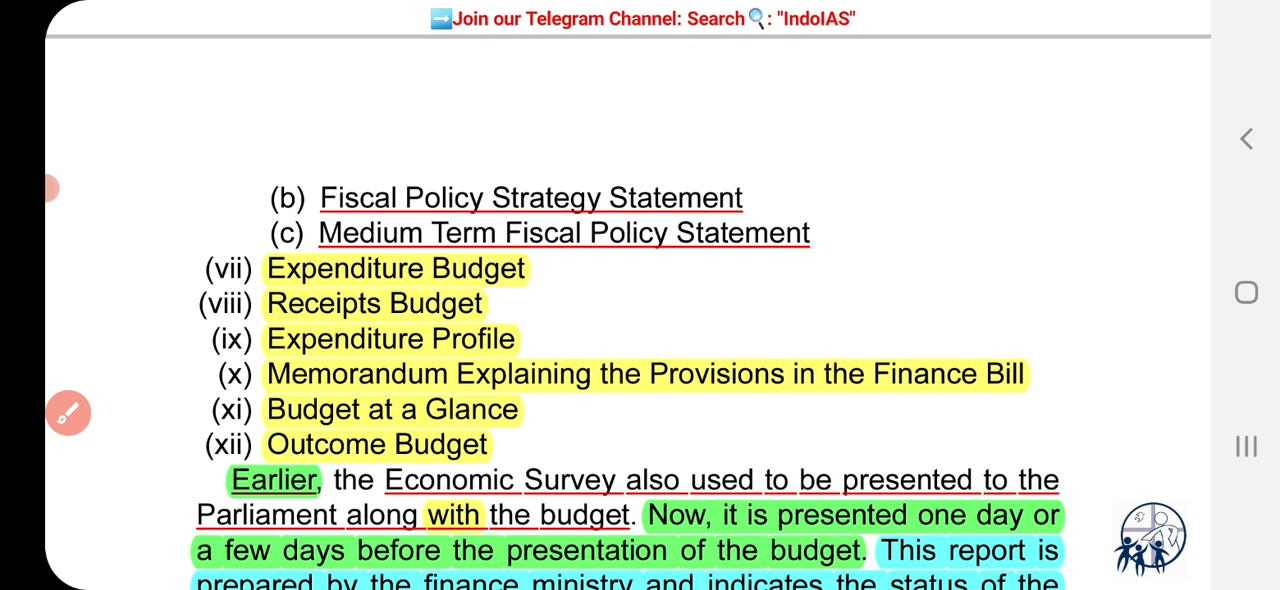 ➡Join our Telegram Channel: Search🔍: "IndoIAS"
(b) Fiscal Policy Strategy Statement
(c) Medium Term Fiscal Policy Statement
(vii) Expenditure Budget
(viii) Receipts Budget
(ix) Expenditure Profile
(x) Memorandum Explaining the Provisions in the Finance Bill
(xi) Budget at a Glance
(xii) Outcome Budget
Earlier, the Economic Survey also used to be presented to the
Parliament along with the budget. Now, it is presented one day or
a few days before the presentation of the budget. This report is
prepared by the finance ministry and indicates the status of the